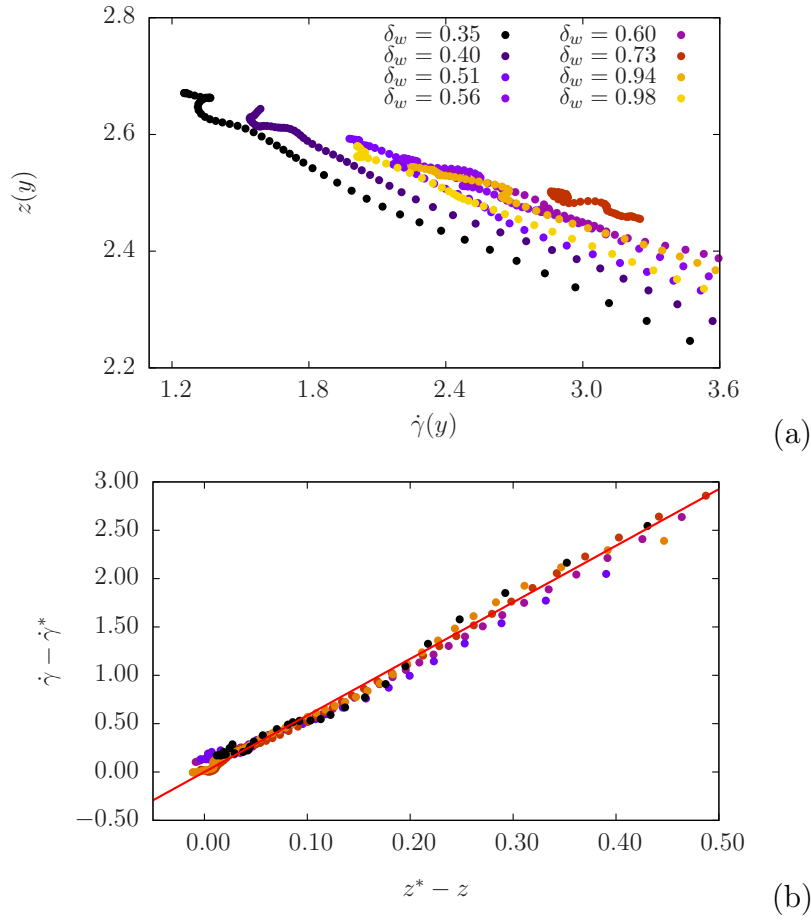 2.8
δ_w = 0.35 δ_w = 0.60
δ_w = 0.40 δ_w = 0.73
δ_w = 0.51 δ_w = 0.94
δ_w = 0.56 δ_w = 0.98
2.6
z(y)
2.4
2.2
1.2 1.8 2.4 3.0 3.6
γ̇(y)
(a)
3.00
2.50
2.00
1.50
γ̇ − γ̇*
1.00
0.50
0.00
−0.50
0.00 0.10 0.20 0.30 0.40 0.50
z* − z
(b)